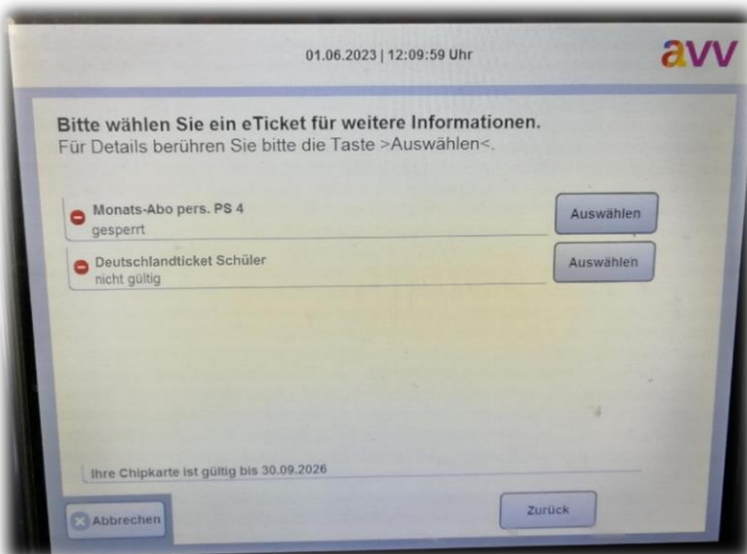 01.06.2023 | 12:09:59 Uhr
avv
Bitte wählen Sie ein eTicket für weitere Informationen.
Für Details berühren Sie bitte die Taste >Auswählen<.
Monats-Abo pers. PS 4
gesperrt
Auswählen
Deutschlandticket Schüler
nicht gültig
Auswählen
Ihre Chipkarte ist gültig bis 30.09.2026
Abbrechen
Zurück